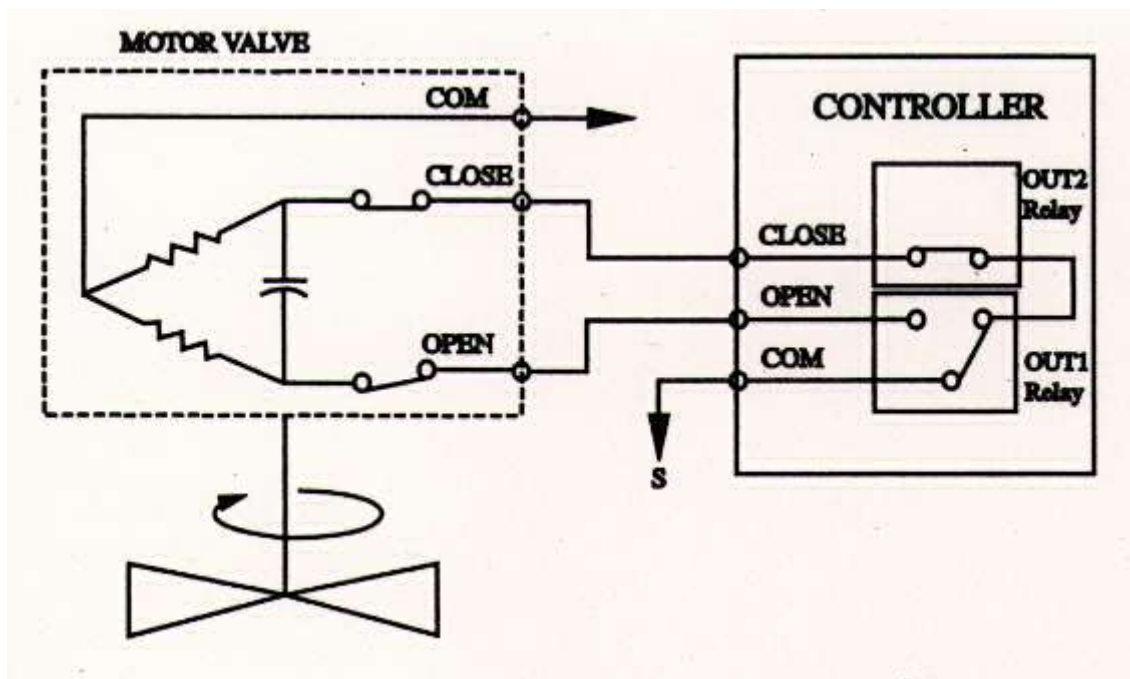 MOTOR VALVE
COM
CLOSE
OPEN
CONTROLLER
OUT2
Relay
CLOSE
OPEN
COM
OUT1
Relay
S